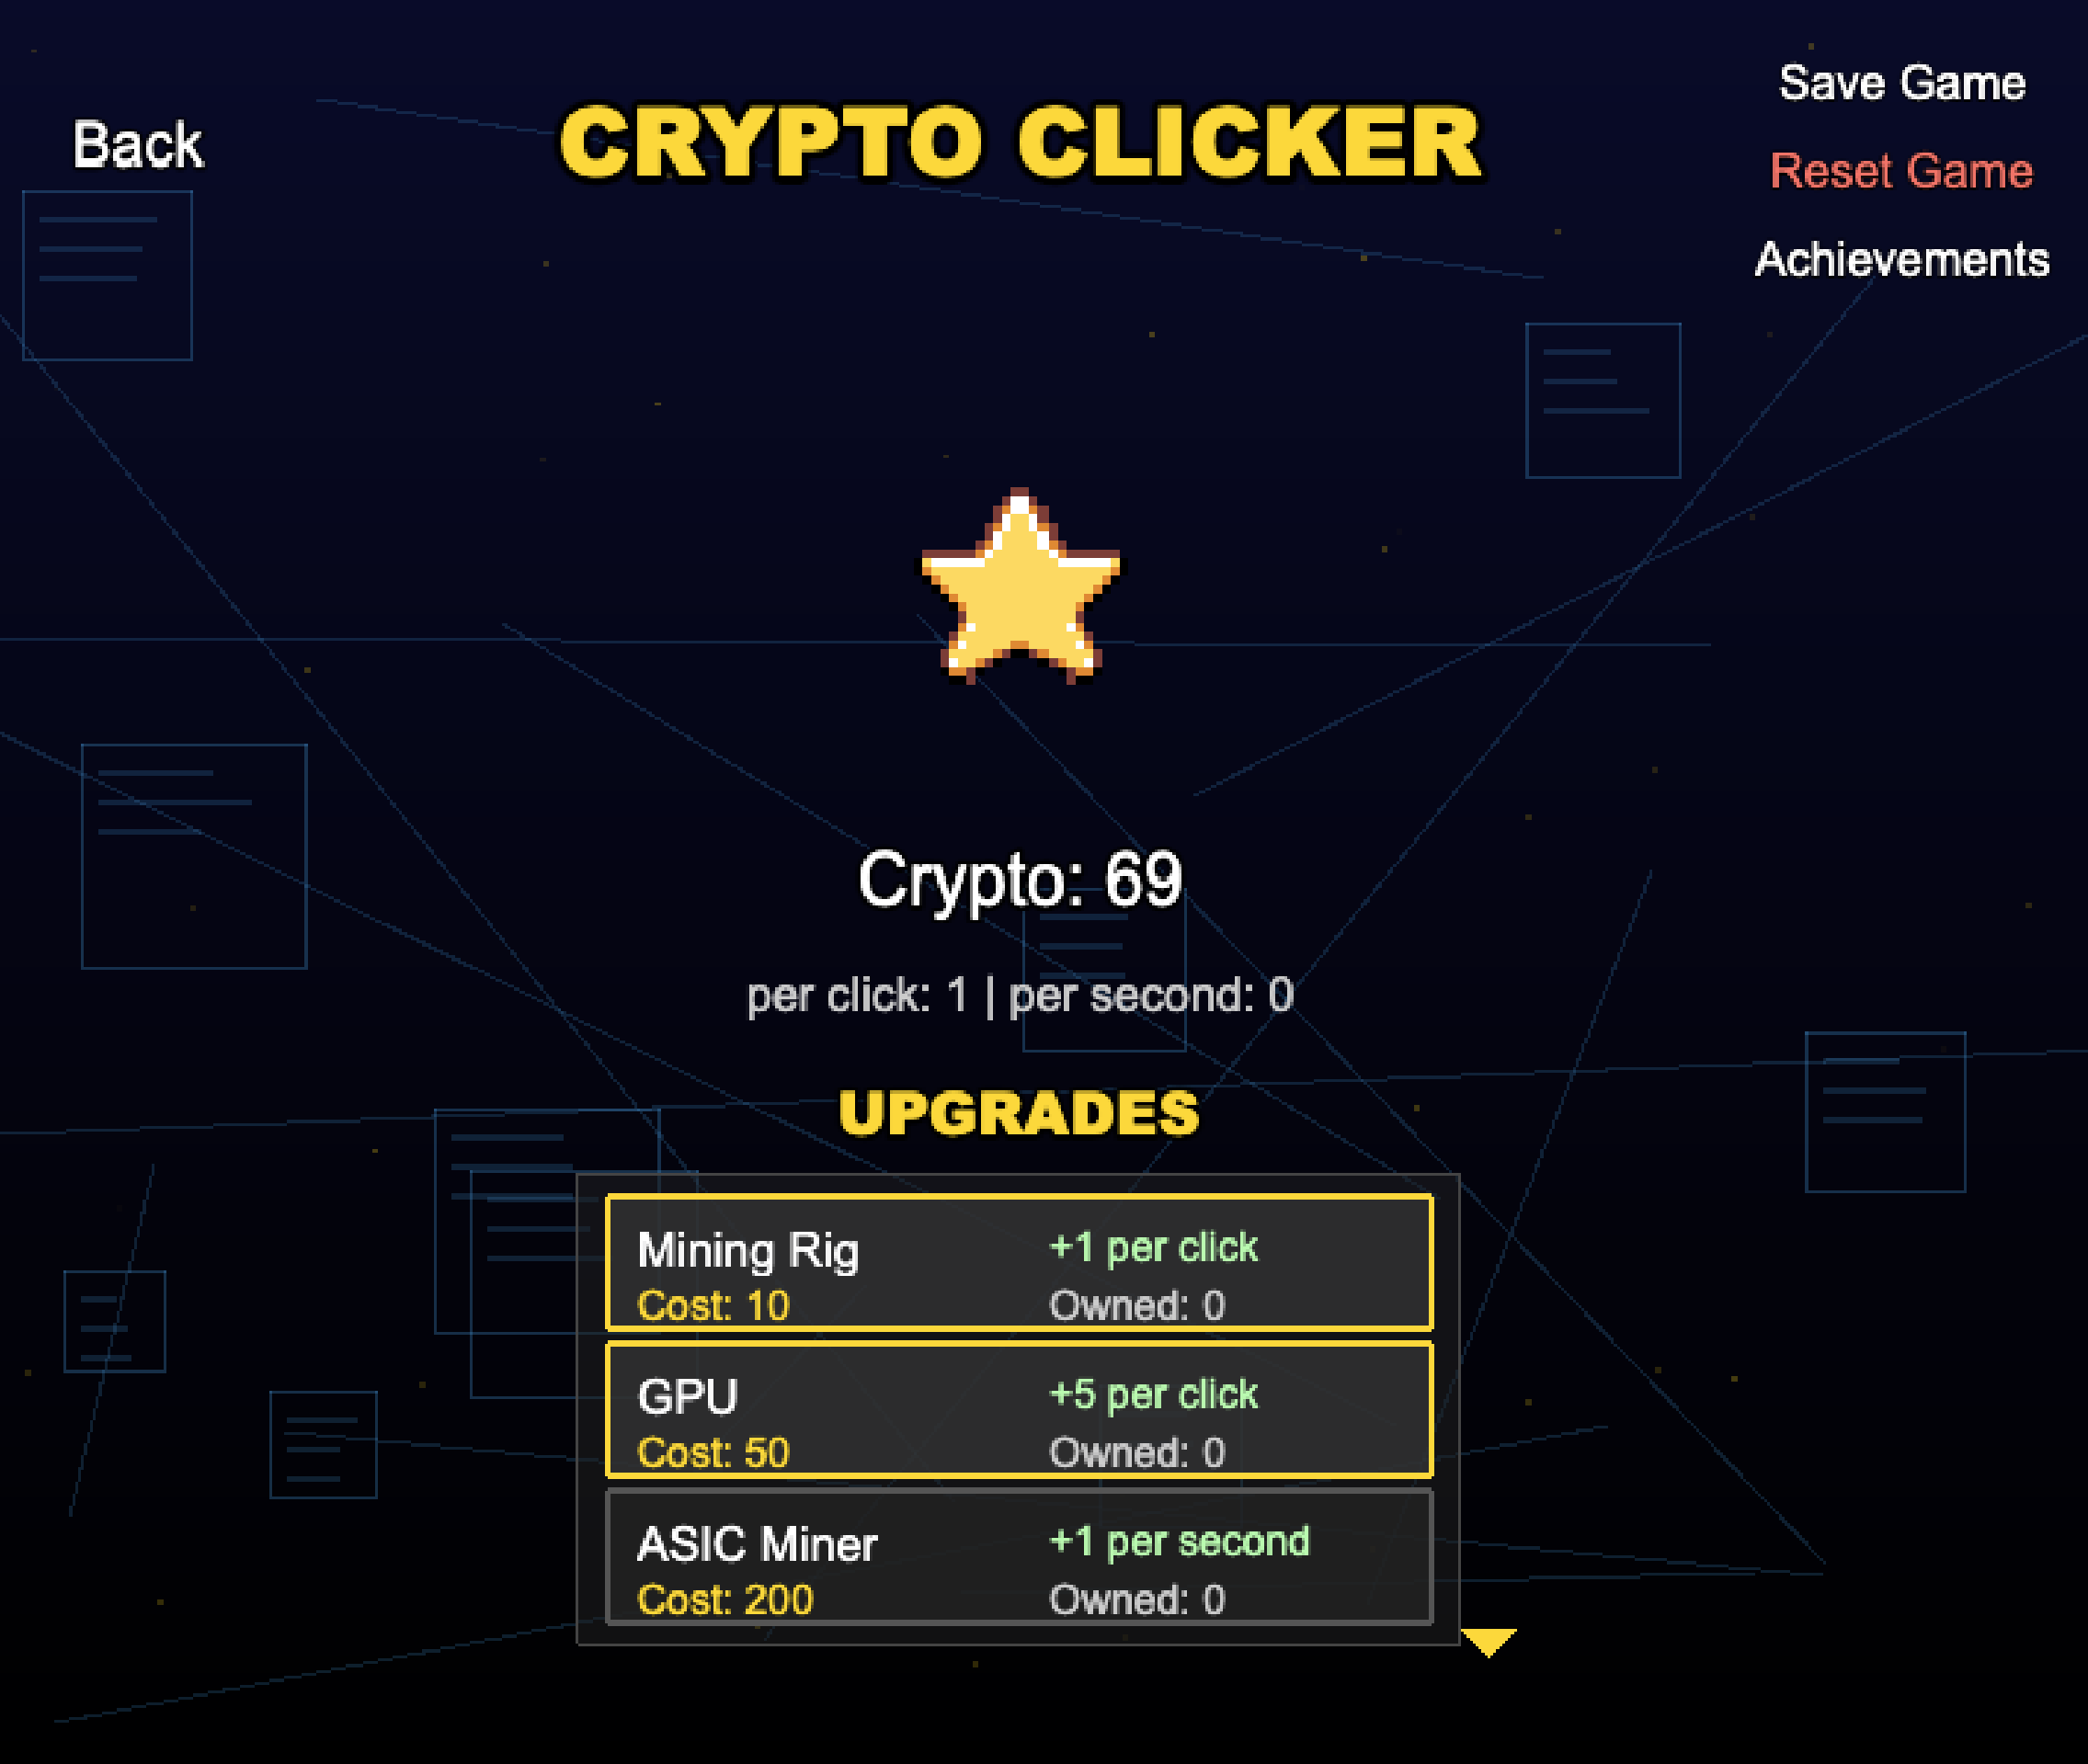 Back
CRYPTO CLICKER
Save Game
Reset Game
Achievements
Crypto: 69
per click: 1 | per second: 0
UPGRADES
Mining Rig
+1 per click
Cost: 10
Owned: 0
GPU
+5 per click
Cost: 50
Owned: 0
ASIC Miner
+1 per second
Cost: 200
Owned: 0